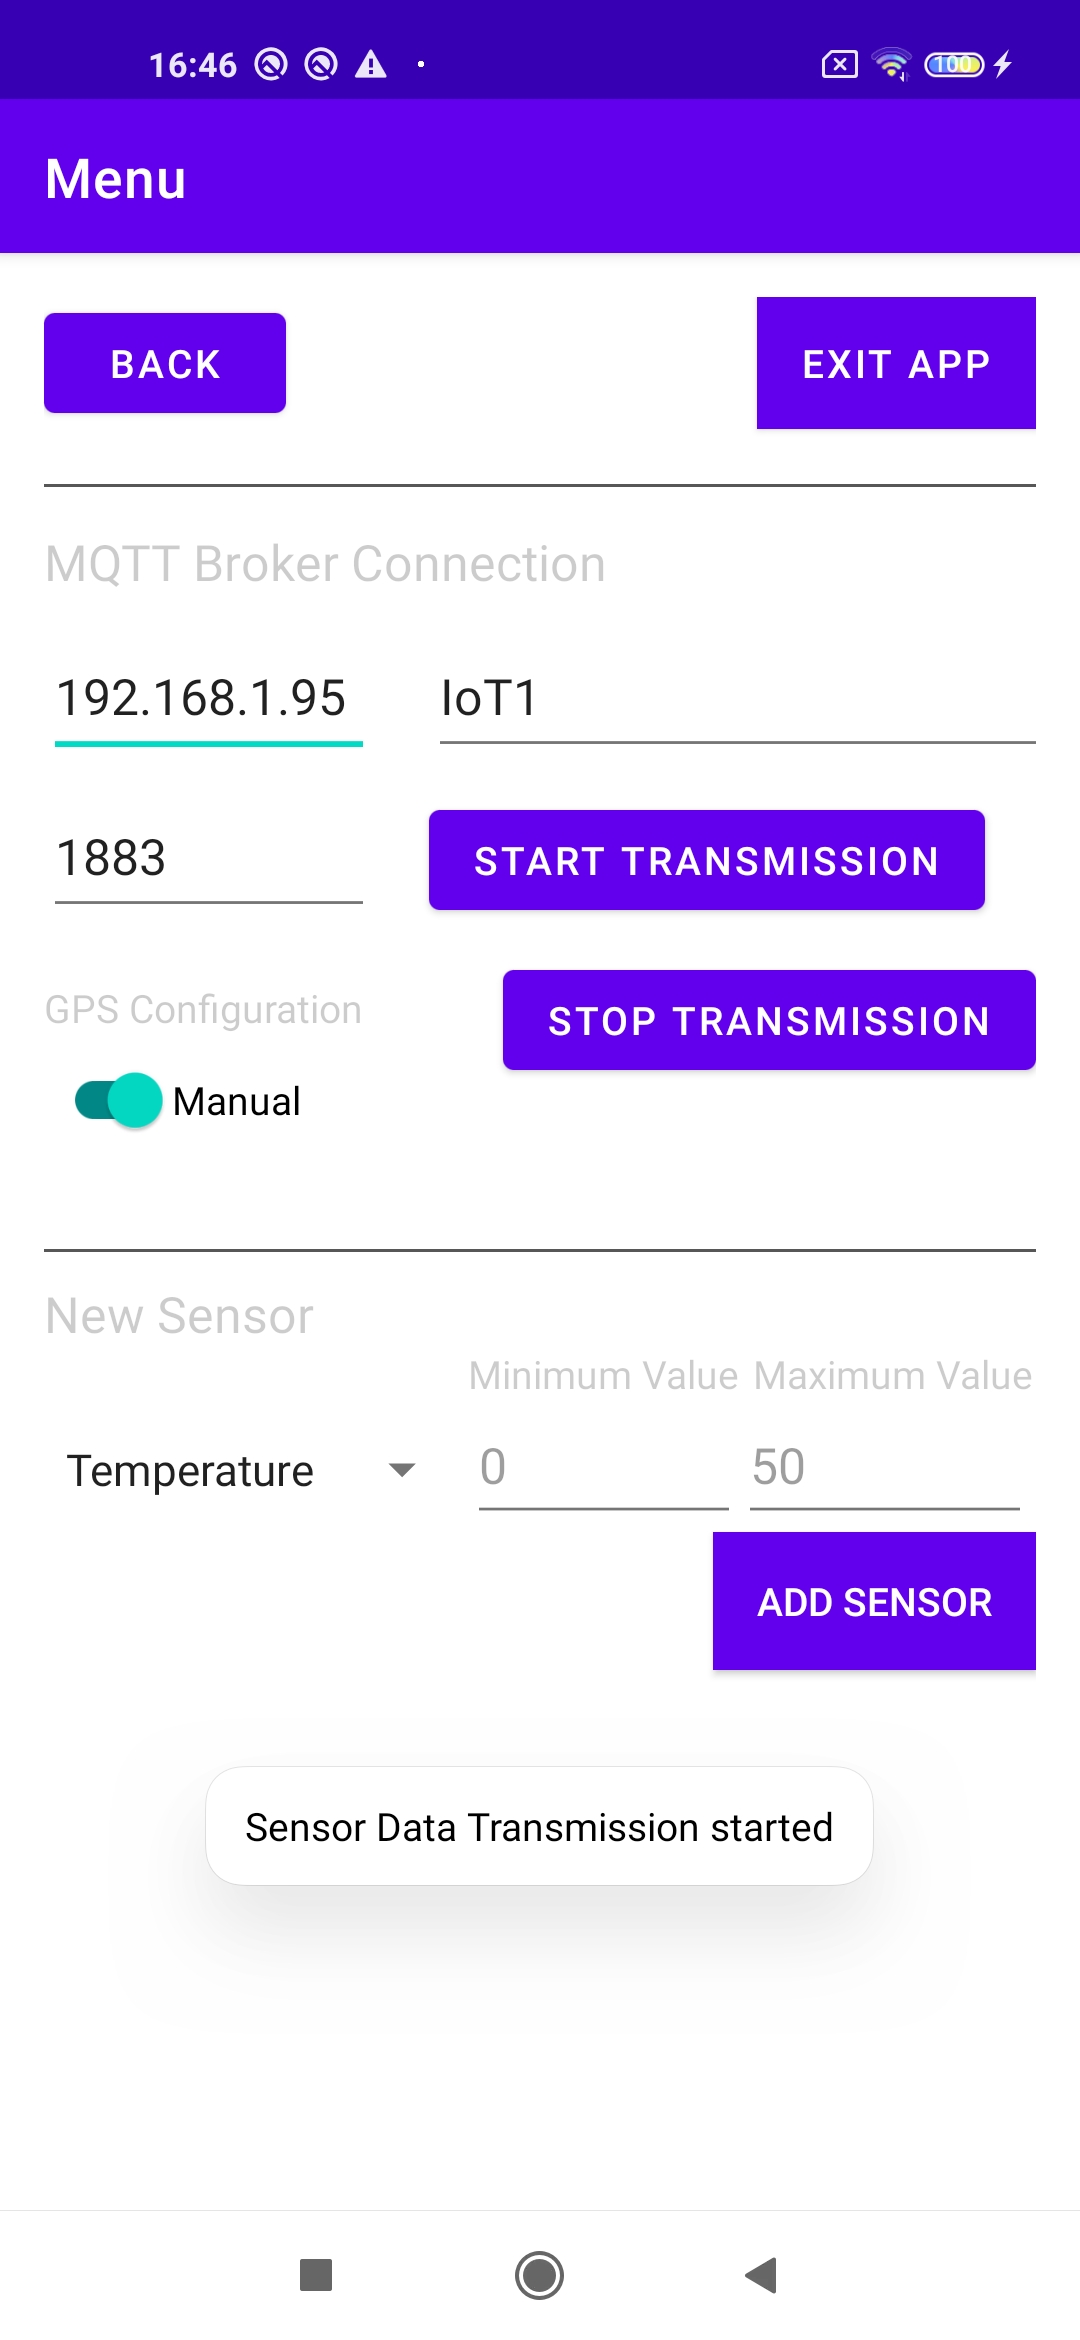 16:46
100
Menu
BACK
EXIT APP
MQTT Broker Connection
192.168.1.95
IoT1
1883
START TRANSMISSION
GPS Configuration
STOP TRANSMISSION
Manual
New Sensor
Minimum Value
Maximum Value
Temperature
0
50
ADD SENSOR
Sensor Data Transmission started